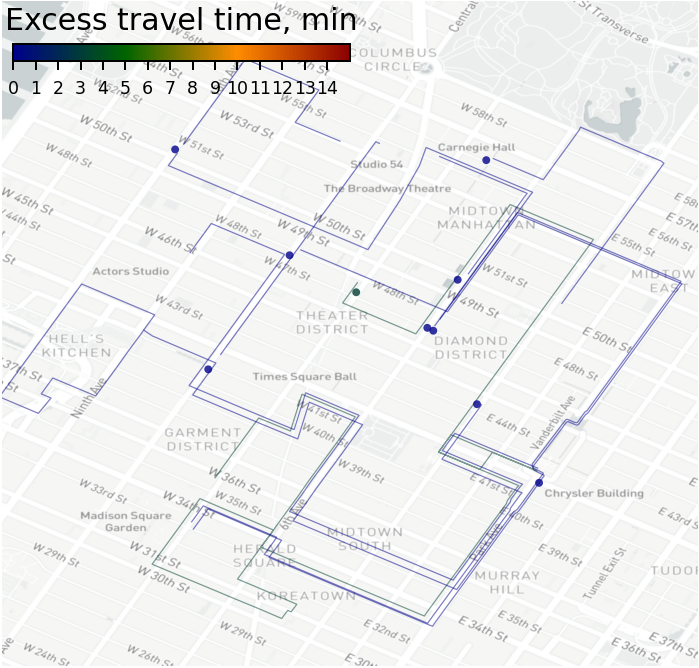 Excess travel time, min
0 1 2 3 4 5 6 7 8 9 10 11 12 13 14
Central
St Transverse
W 56th St
COLUMBUS
CIRCLE
W 55th St
W 58th St
W 50th St
W 53rd St
W 51st St
Carnegie Hall
W 48th St
Studio 54
The Broadway Theatre
E 58th St
W 45th St
W 44th St
W 48th St
W 50th St
MIDTOWN
MANHATTAN
E 57th St
E 56th St
E 55th St
W 46th St
W 49th St
W 47th St
W 51st St
Actors Studio
MIDTOWN
EAST
W 48th St
W 49th St
W 43rd St
THEATER
DISTRICT
HELL'S
KITCHEN
DIAMOND
DISTRICT
E 50th St
W 37th St
E 48th St
Times Square Ball
Ninth Ave
W 41st St
E 44th St
Vanderbilt Ave
W 40th St
GARMENT
DISTRICT
W 39th St
W 36th St
E 41st St
W 33rd St
W 35th St
Chrysler Building
W 34th St
6th Ave
E 40th St
E 43rd St
Madison Square
Garden
MIDTOWN
SOUTH
Park Ave
W 31st St
W 29th St
HERALD
SQUARE
E 39th St
W 30th St
MURRAY
HILL
Tunnel Exit St
TUDOR
KOREATOWN
E 35th St
E 34th St
W 29th St
E 32nd St
E 36th St
E 37th St
W 24th St
W 26th St
E 30th St